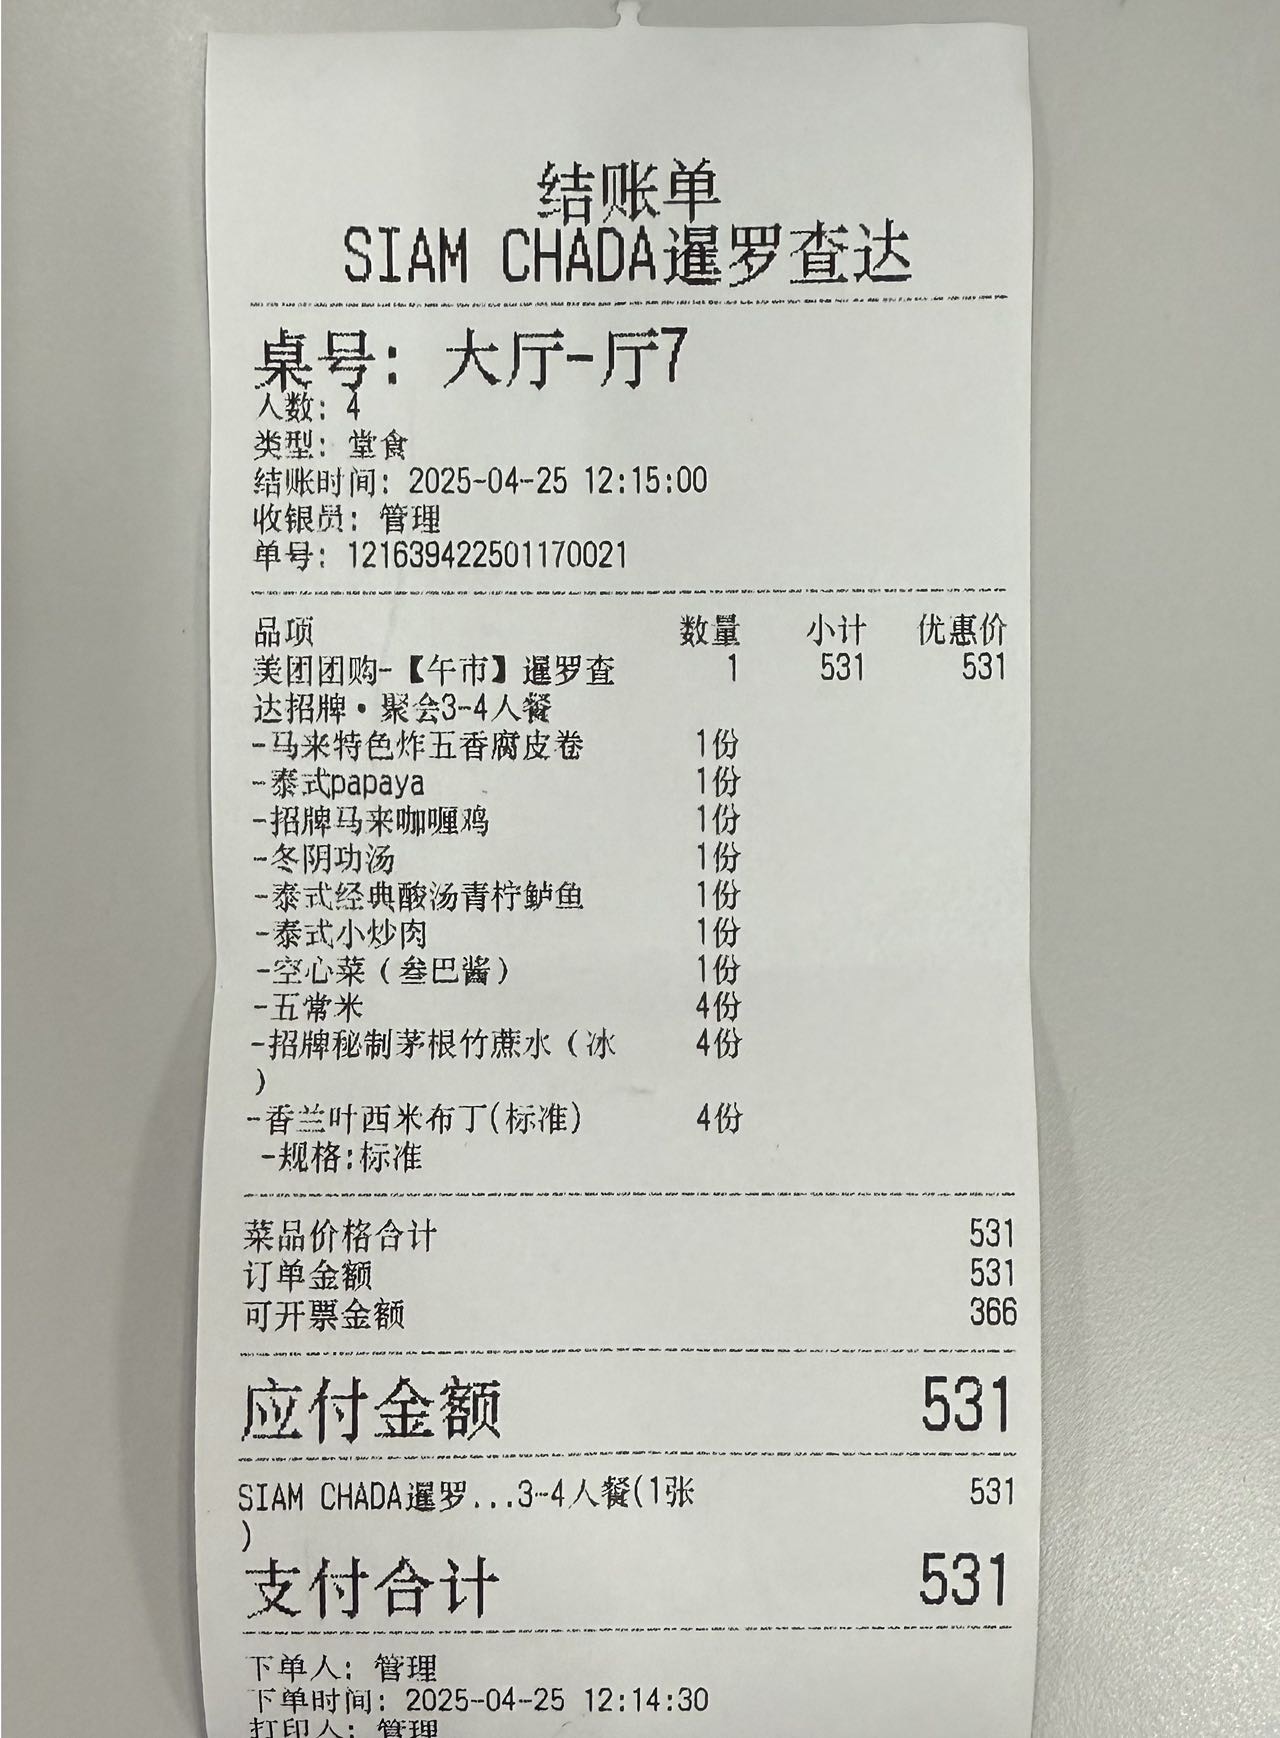 结账单
SIAM CHADA暹罗查达
桌号: 大厅-厅7
人数: 4
类型: 堂食
结账时间: 2025-04-25 12:15:00
收银员: 管理
单号: 121639422501170021
品项 数量 小计 优惠价
美团团购-【午市】暹罗查 1 531 531
达招牌·聚会3-4人餐
-马来特色炸五香腐皮卷 1份
-泰式papaya 1份
-招牌马来咖喱鸡 1份
-冬阴功汤 1份
-泰式经典酸汤青柠鲈鱼 1份
-泰式小炒肉 1份
-空心菜（叁巴酱） 1份
-五常米 4份
-招牌秘制茅根竹蔗水（冰 4份
）
-香兰叶西米布丁(标准) 4份
-规格:标准
菜品价格合计 531
订单金额 531
可开票金额 366
应付金额 531
SIAM CHADA暹罗...3-4人餐(1张 531
)
支付合计 531
下单人: 管理
下单时间: 2025-04-25 12:14:30
打印人: 管理